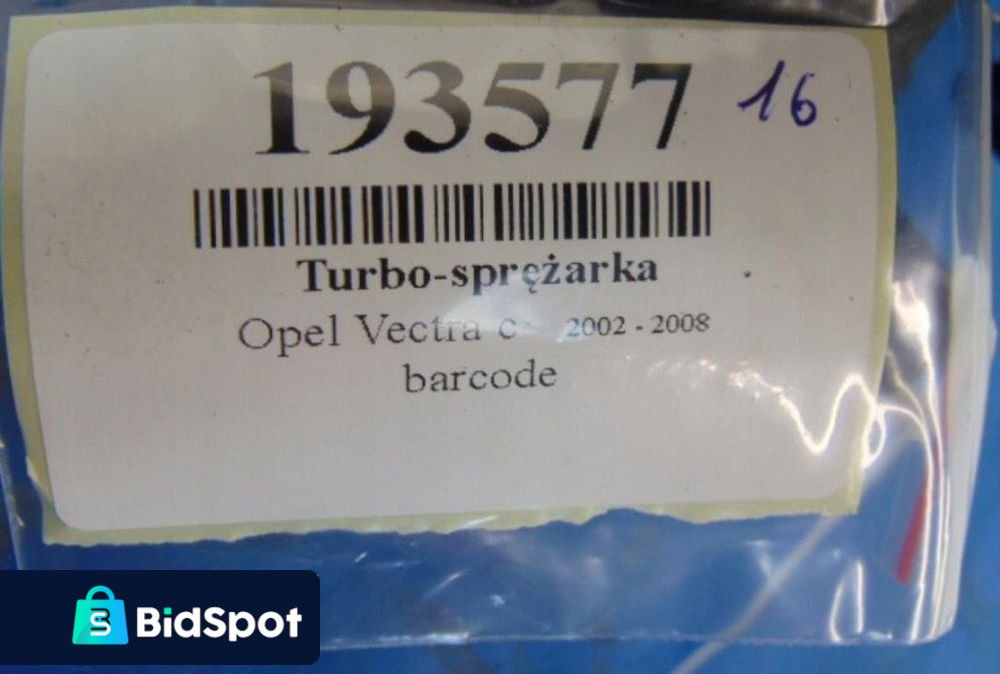 193577 16
Turbo-sprężarka
Opel Vectra c 2002 - 2008
barcode
BidSpot